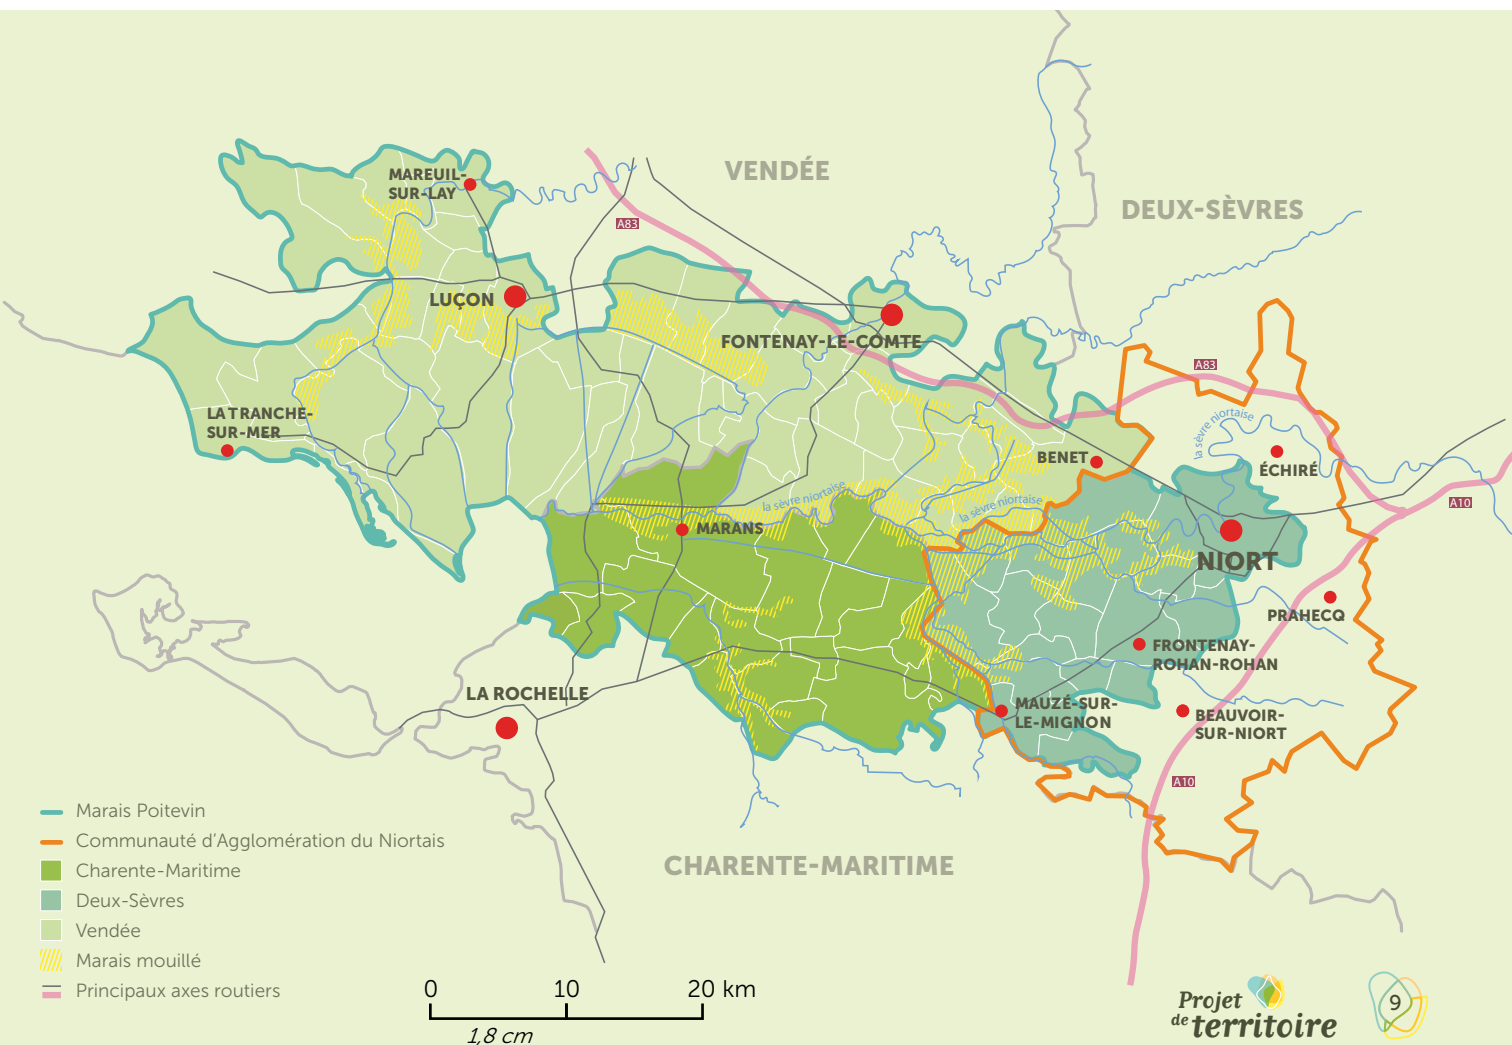 VENDÉE
MAREUIL-
SUR-LAY
DEUX-SÈVRES
A83
LUÇON
FONTENAY-LE-COMTE
A83
LA TRANCHE-
SUR-MER
la sèvre niortaise
BENET
ÉCHIRÉ
la sèvre niortaise
la sèvre niortaise
A10
MARANS
NIORT
PRAHECQ
FRONTENAY-
ROHAN-ROHAN
LA ROCHELLE
MAUZÉ-SUR-
LE-MIGNON
BEAUVOIR-
SUR-NIORT
A10
CHARENTE-MARITIME
Marais Poitevin
Communauté d'Agglomération du Niortais
Charente-Maritime
Deux-Sèvres
Vendée
Marais mouillé
Principaux axes routiers
0 10 20 km
1,8 cm
Projet
de territoire
9